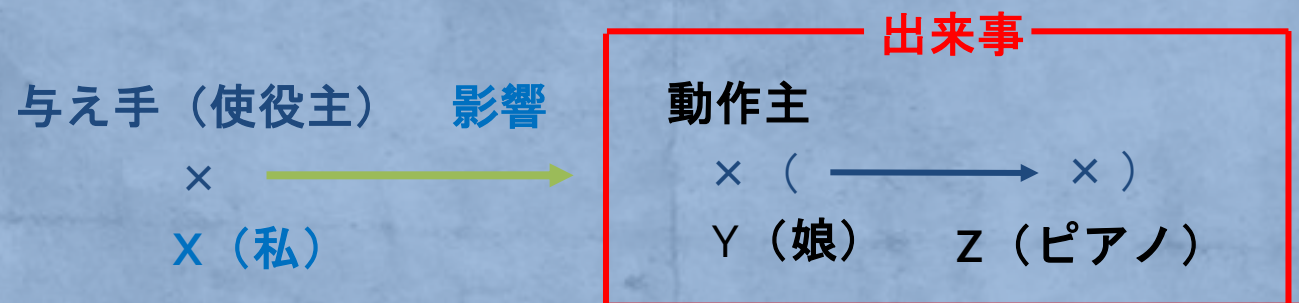 出来事
与え手（使役主） 影響 動作主
× × （ × ）
X（私） Y（娘） Z（ピアノ）